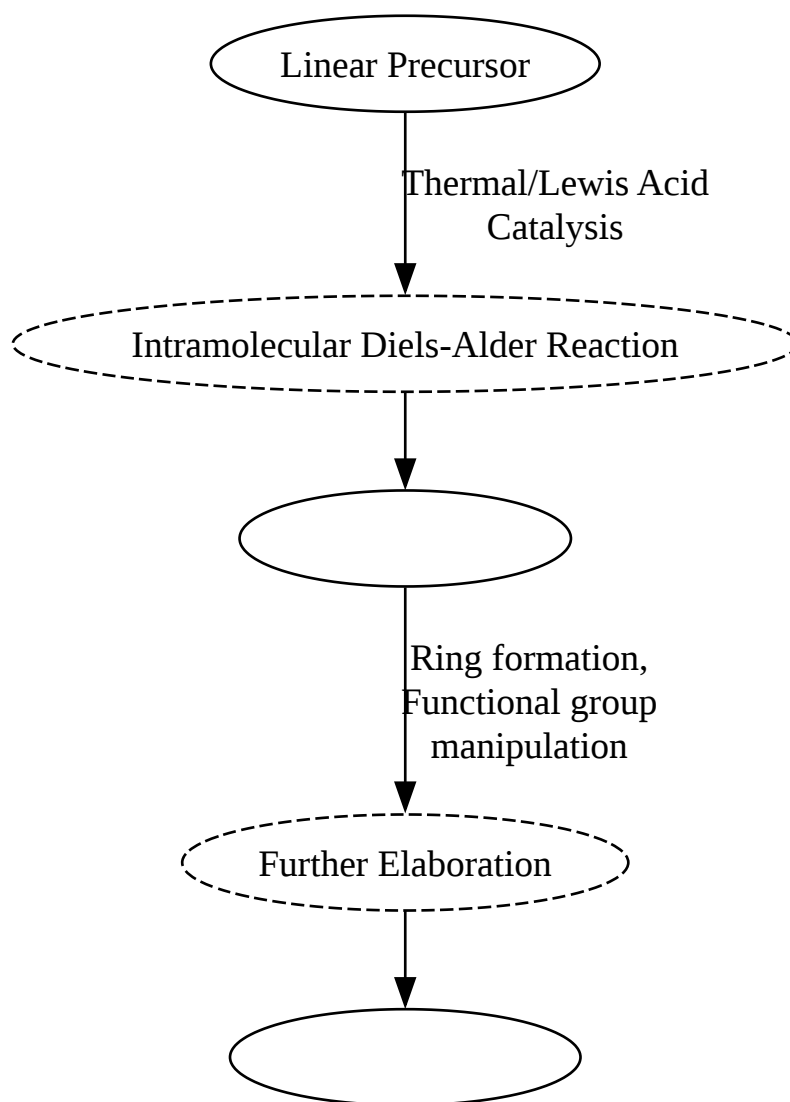 Linear Precursor
Thermal/Lewis Acid
Catalysis
Intramolecular Diels-Alder Reaction
Ring formation,
Functional group
manipulation
Further Elaboration